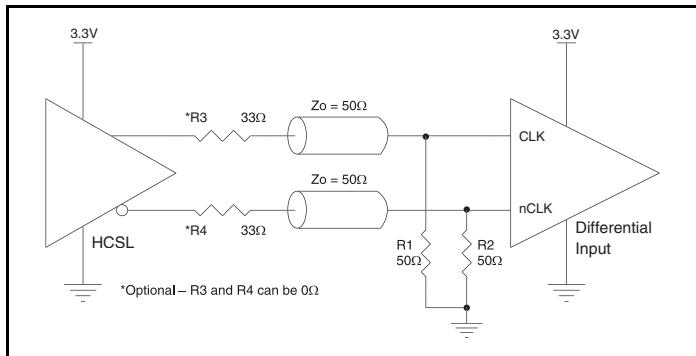 3.3V
3.3V
*R3 33Ω
Zo = 50Ω
CLK
Zo = 50Ω
nCLK
*R4 33Ω
HCSL
Differential
Input
R1
50Ω
R2
50Ω
*Optional – R3 and R4 can be 0Ω